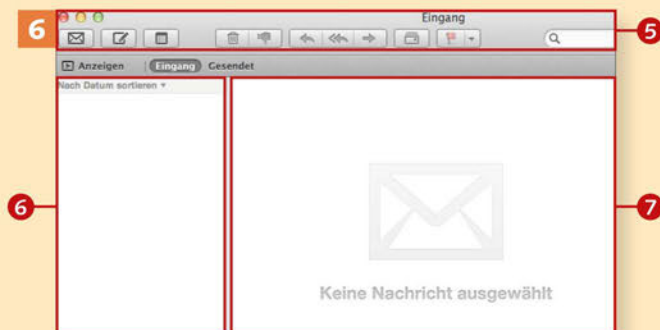 6
Eingang
5
Anzeigen Eingang Gesendet
Nach Datum sortieren
6
7
Keine Nachricht ausgewählt